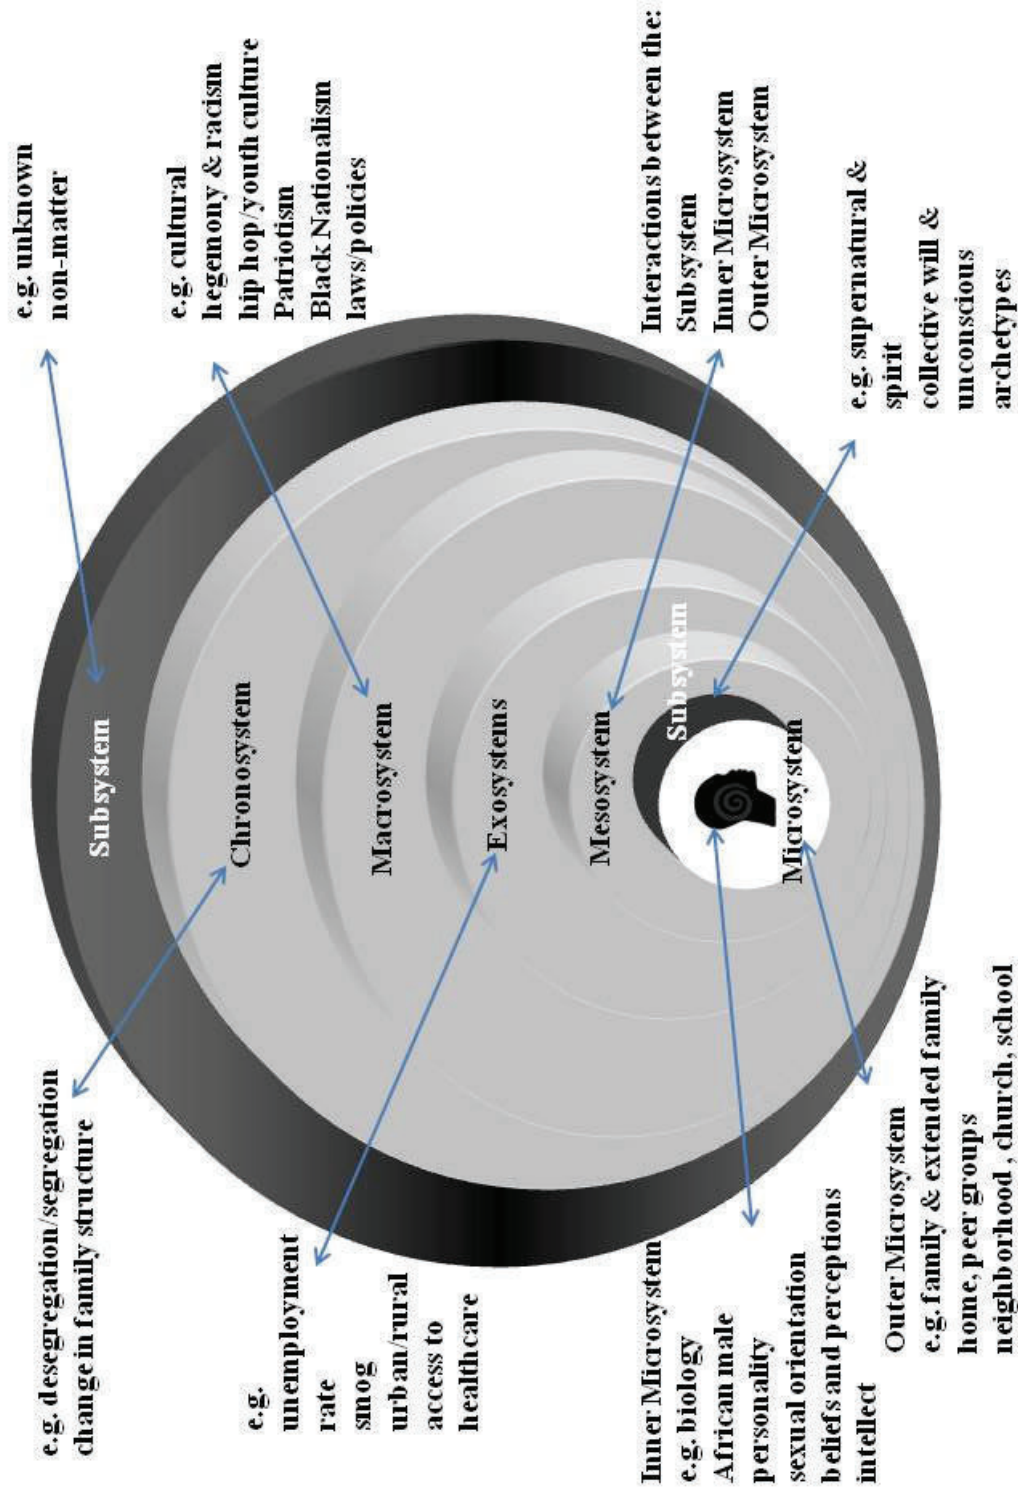 e.g. desegregation/segregation
change in family structure
e.g.
unemployment
rate
smog
urban/rural
access to
healthcare
Inner Microsystem
e.g. biology
African male
personality
sexual orientation
beliefs and perceptions
intellect
Outer Microsystem
e.g. family & extended family
home, peer groups
neighborhood , church, school
Subsystem
Chronosystem
Macrosystem
Exosystems
Mesosystem
Subsystem
Microsystem
e.g. unknown
non-matter
e.g. cultural
hegemony & racism
hip hop/youth culture
Patriotism
Black Nationalism
laws/policies
Interactions between the:
Subsystem
Inner Microsystem
Outer Microsystem
e.g. supernatural &
spirit
collective will &
unconscious
archetypes